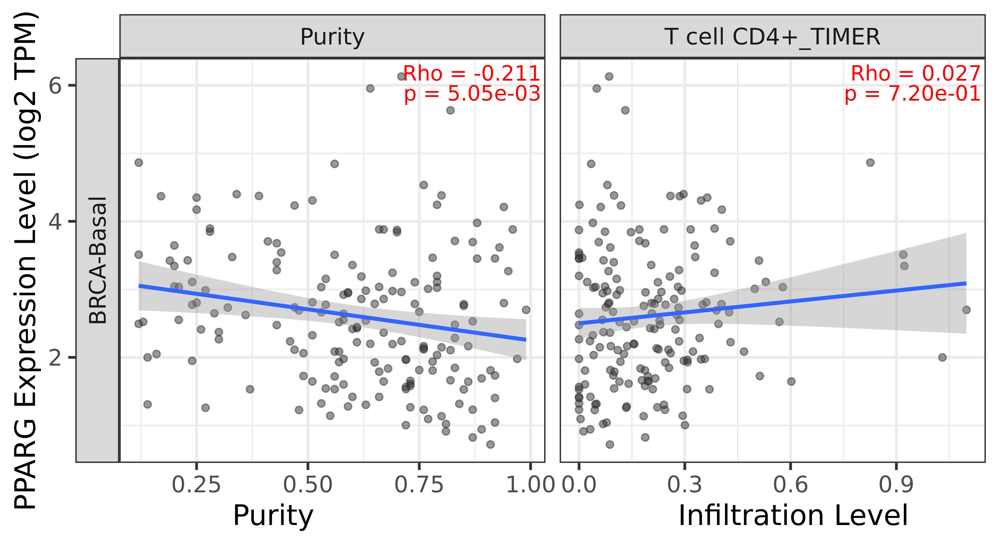 Purity
T cell CD4+_TIMER
Rho = -0.211
p = 5.05e-03
Rho = 0.027
p = 7.20e-01
PPARG Expression Level (log2 TPM)
BRCA-Basal
6
4
2
0.25 0.50 0.75 1.00
0.0 0.3 0.6 0.9
Purity
Infiltration Level